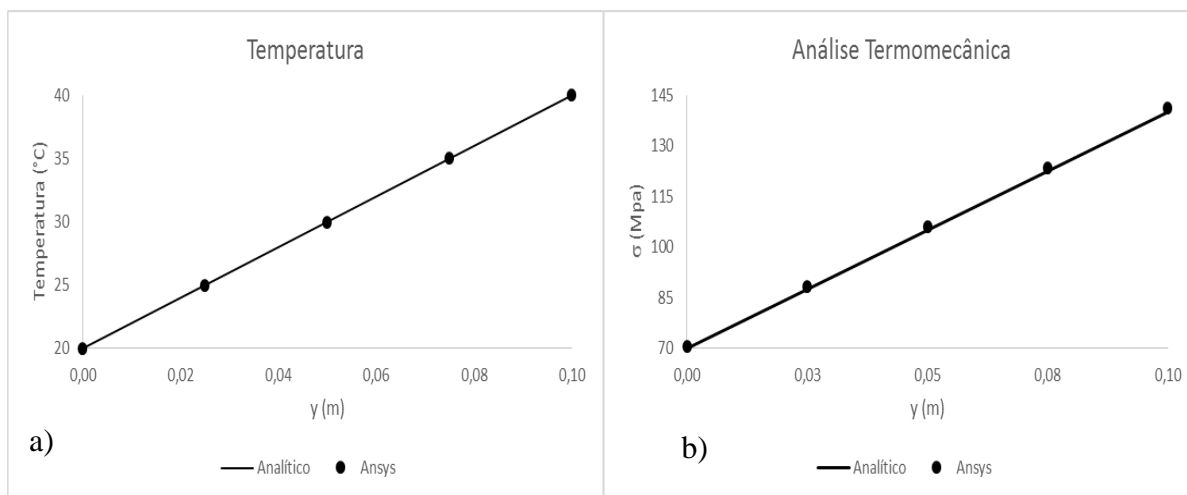 Temperatura
Temperatura (°C)
40
35
30
25
20
0,00 0,02 0,04 0,06 0,08 0,10
y (m)
a)
Analítico Ansys
Análise Termomecânica
σ (Mpa)
145
130
115
100
85
70
0,00 0,03 0,05 0,08 0,10
y (m)
b)
Analítico Ansys